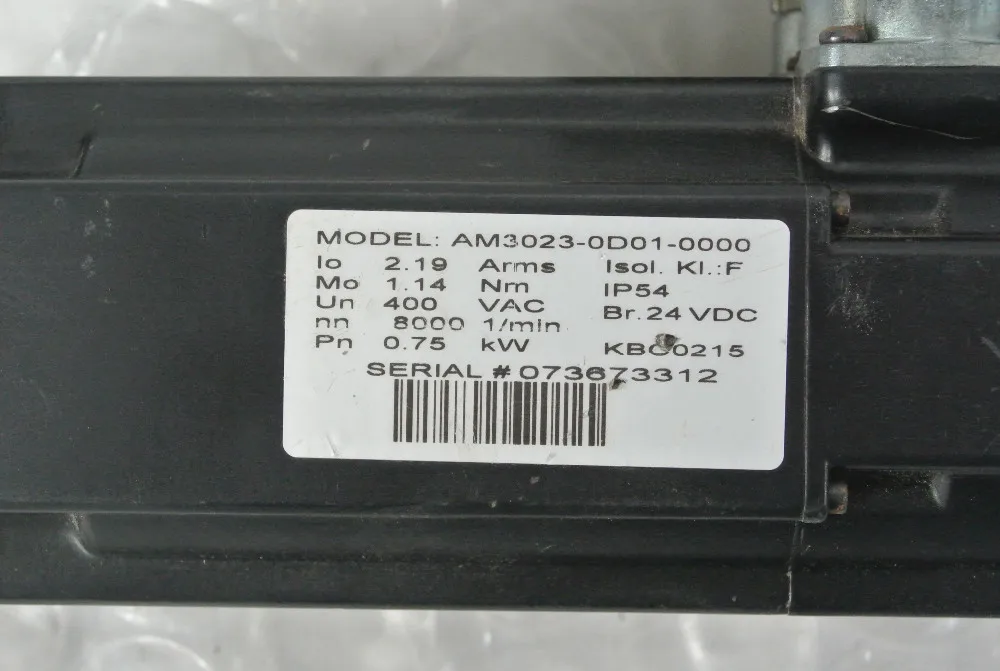 MODEL: AM3023-0D01-0000
Io 2.19 Arms Isol. Kl.:F
Mo 1.14 Nm IP54
Un 400 VAC Br.24 VDC
nn 8000 1/min
Pn 0.75 kW
SERIAL # 073673312